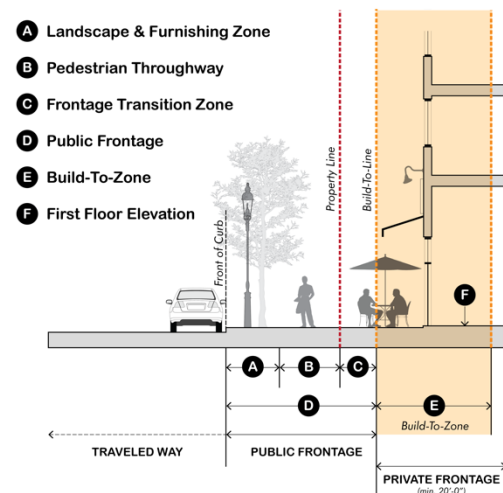 A Landscape & Furnishing Zone
B Pedestrian Throughway
C Frontage Transition Zone
D Public Frontage
E Build-To-Zone
F First Floor Elevation
Front of Curb
Property Line
Build-To-Line
F
A B C
D E
Build-To-Zone
TRAVELED WAY PUBLIC FRONTAGE
PRIVATE FRONTAGE
(min. 20'-0")